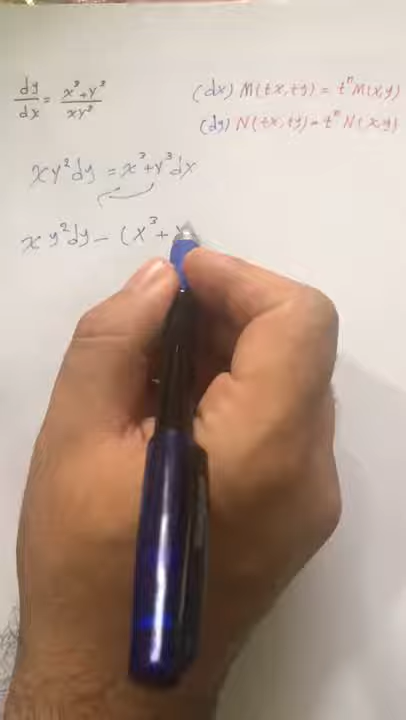 dy/dx = x³+y³/xy²
(dx) M(tx,ty) = tⁿM(x,y)
(dy) N(tx,ty) = tⁿN(x,y)
xy²dy = x³+y³dx
xy²dy - (x³+